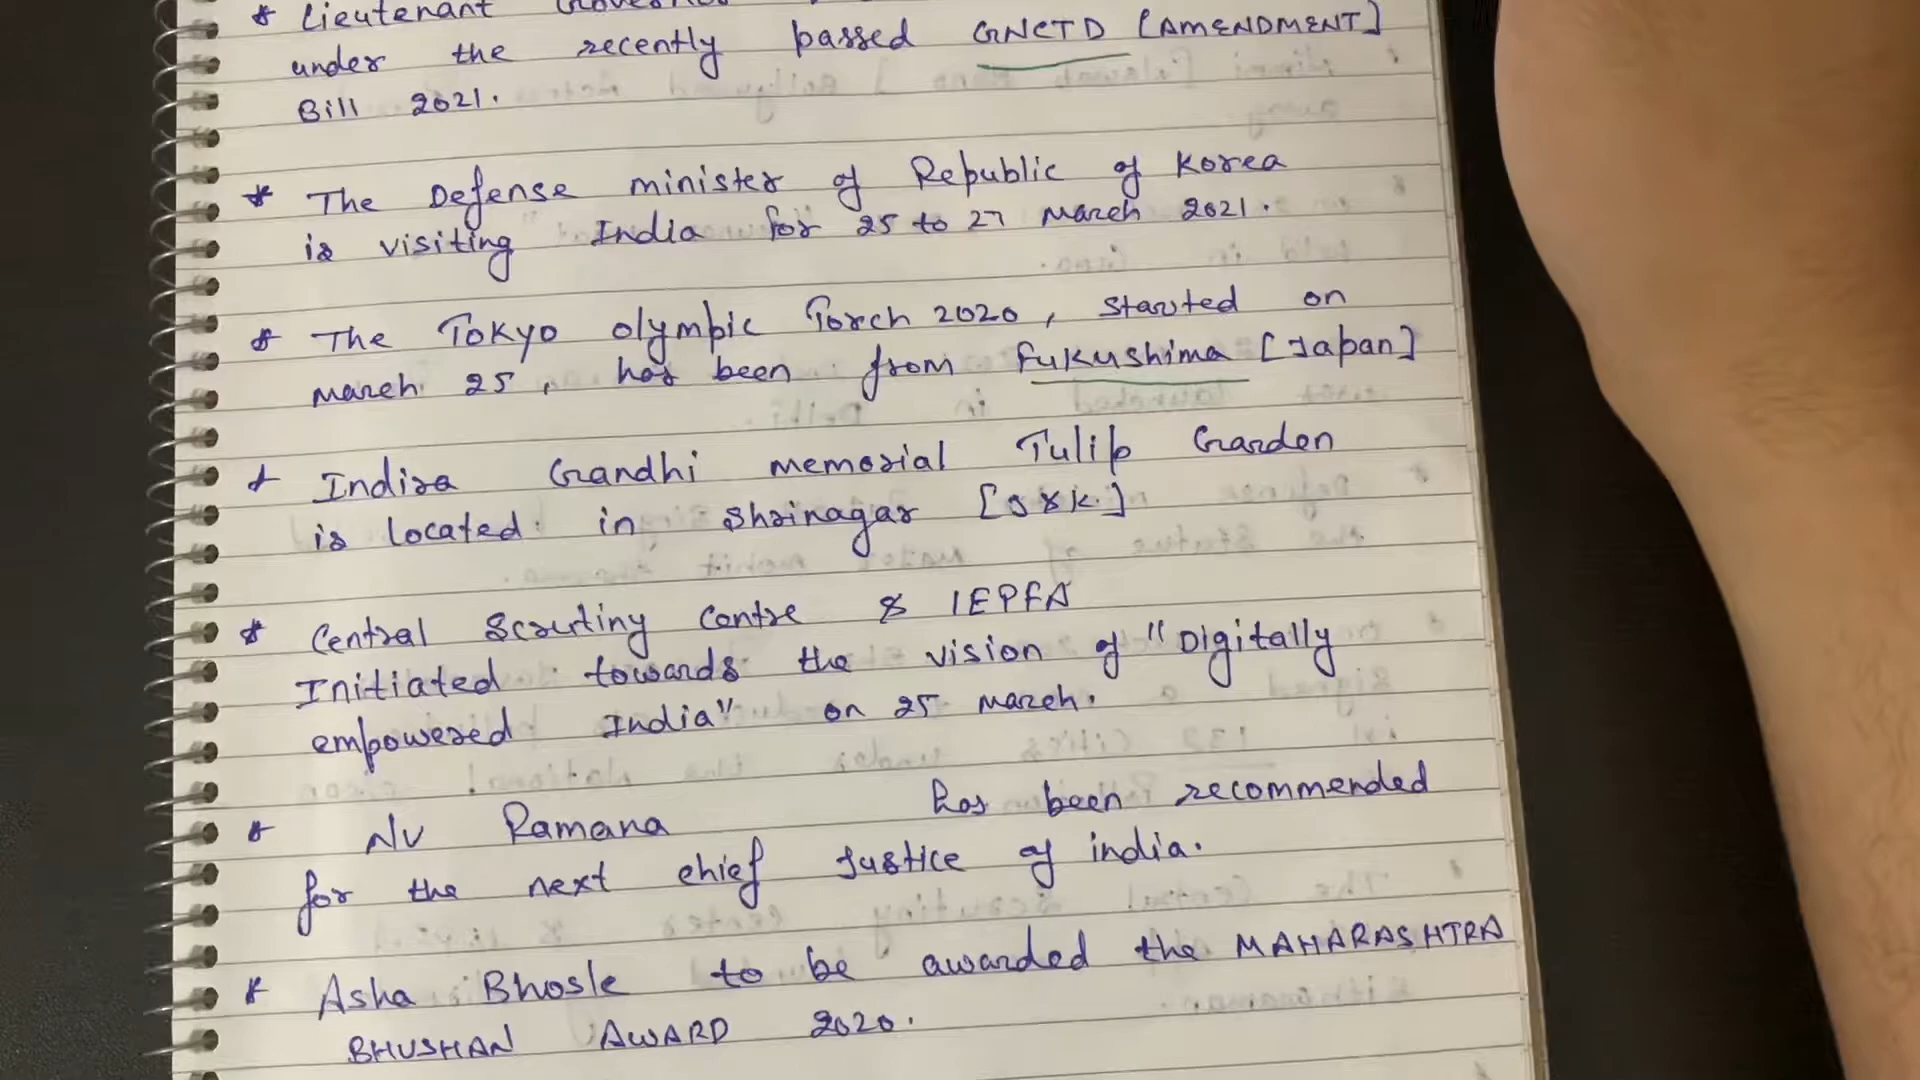 * Lieutenant
under the recently passed GNCTD [AMENDMENT]
Bill 2021.
* The Defense minister of Republic of Korea
is visiting India for 25 to 27 March 2021.
* The Tokyo olympic Torch 2020, started on
march 25, has been from Fukushima [Japan]
* Indira Gandhi memorial Tulip Garden
is located in Shrinagar [J&K.]
* Central Scrutiny Centre & IEPFA
Initiated towards the vision of "Digitally
empowered India" on 25 march.
* NV Ramana has been recommended
for the next chief Justice of india.
* Asha Bhosle to be awarded the MAHARASHTRA
BHUSHAN AWARD 2020.